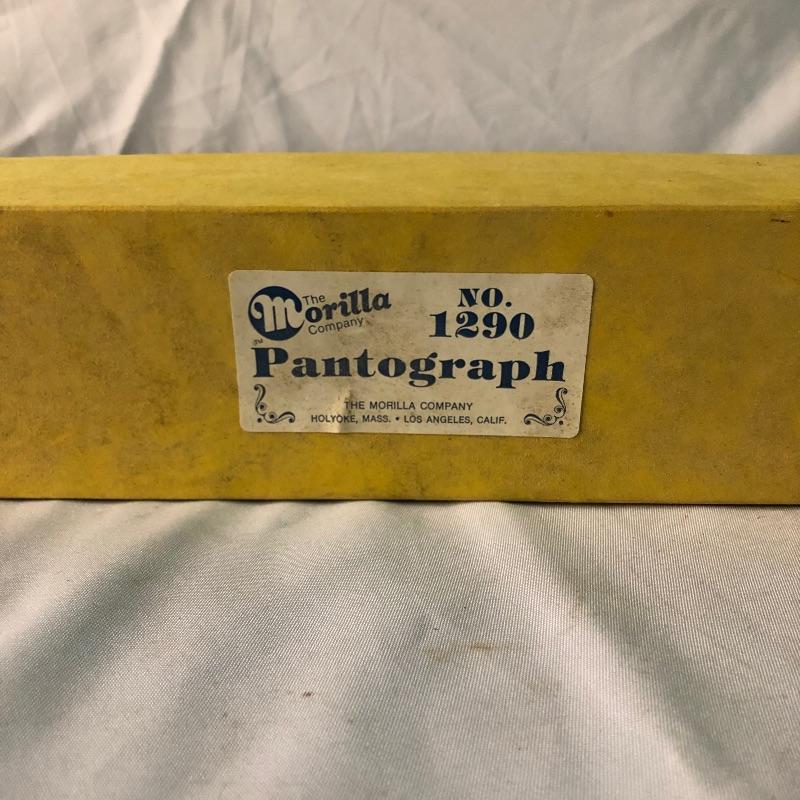 The
Morilla
Company
NO.
1290
Pantograph
THE MORILLA COMPANY
HOLYOKE, MASS. • LOS ANGELES, CALIF.